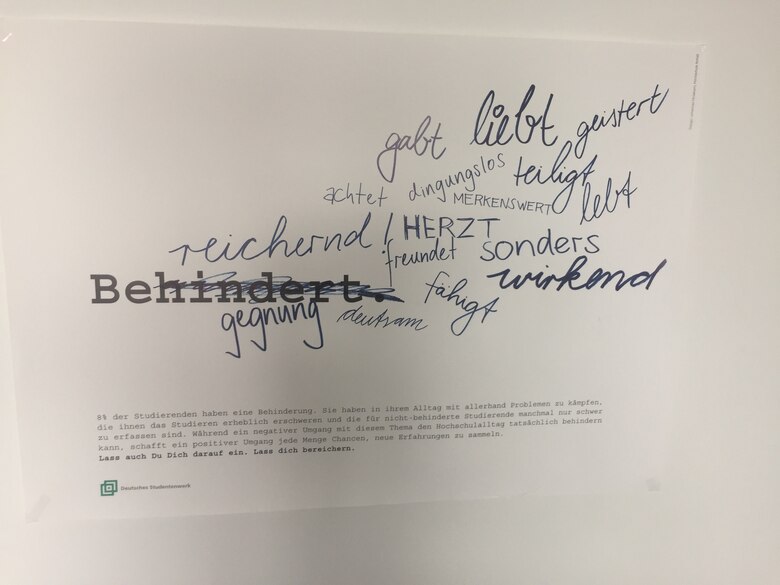 gabt liebt geistert
achtet dingungslos teiligt
MERKENSWERT lebt
reichernd! HERZT
freundet sonders
Behindert. fähigt wirkend
gegnung deutsam
8% der Studierenden haben eine Behinderung. Sie haben in ihrem Alltag mit allerhand Problemen zu kämpfen,
die ihnen das Studieren erheblich erschweren und die für nicht-behinderte Studierende manchmal nur schwer
zu erfassen sind. Während ein negativer Umgang mit diesem Thema den Hochschulalltag tatsächlich behindern
kann, schafft ein positiver Umgang jede Menge Chancen, neue Erfahrungen zu sammeln.
Lass auch Du Dich darauf ein. Lass dich bereichern.
Deutsches Studentenwerk